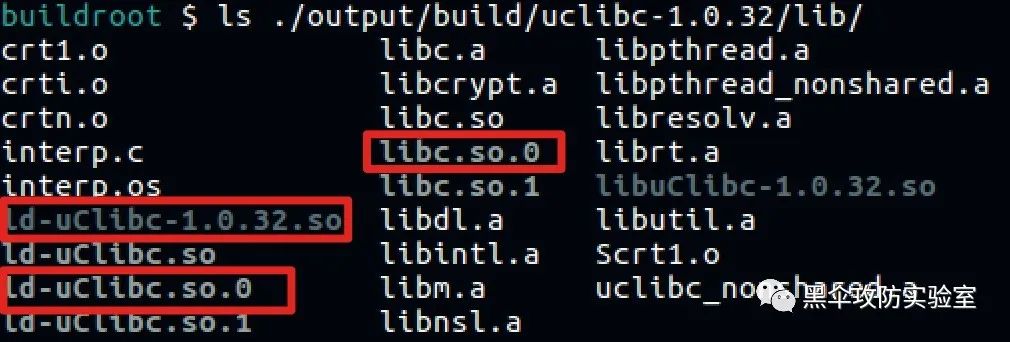 buildroot $ ls ./output/build/uclibc-1.0.32/lib/
crt1.o libc.a libpthread.a
crti.o libcrypt.a libpthread_nonshared.a
crtn.o libc.so libresolv.a
interp.c libc.so.0 librt.a
interp.os libc.so.1 libuClibc-1.0.32.so
ld-uClibc-1.0.32.so libdl.a libutil.a
ld-uClibc.so libintl.a Scrt1.o
ld-uClibc.so.0 libm.a uclibc_nonshared.a
ld-uClibc.so.1 libnsl.a
黑伞攻防实验室